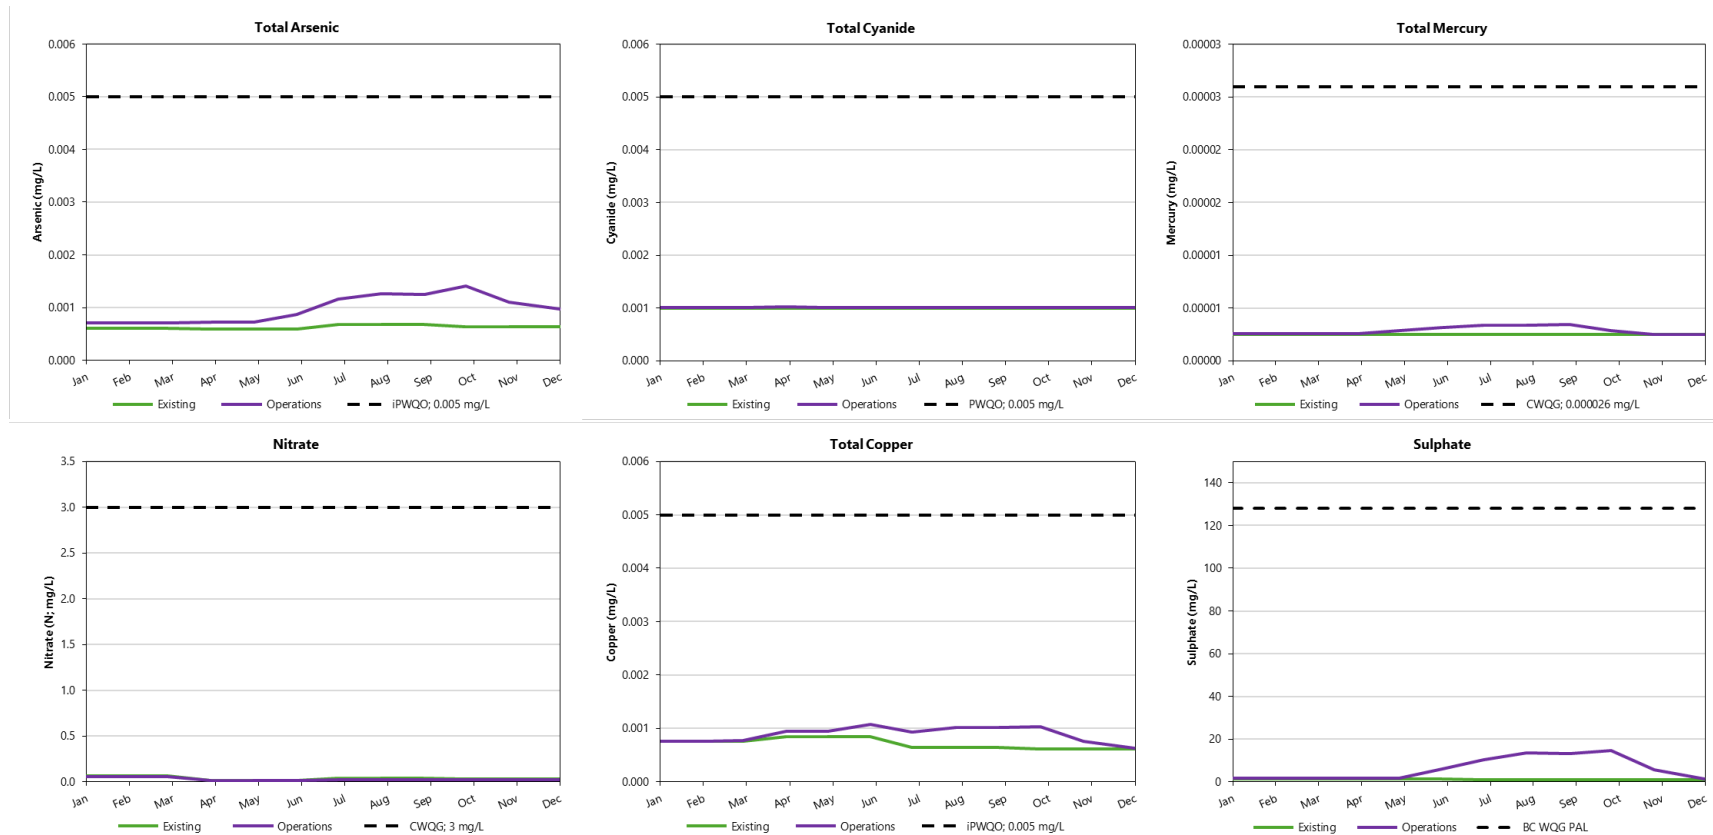 Total Arsenic
0.006
0.005
0.004
0.003
0.002
0.001
0.000
Arsenic (mg/L)
Jan Feb Mar Apr May Jun Jul Aug Sep Oct Nov Dec
Existing Operations iPWQO; 0.005 mg/L
Total Cyanide
0.006
0.005
0.004
0.003
0.002
0.001
0.000
Cyanide (mg/L)
Jan Feb Mar Apr May Jun Jul Aug Sep Oct Nov Dec
Existing Operations PWQO; 0.005 mg/L
Total Mercury
0.00003
0.00003
0.00002
0.00002
0.00001
0.00001
0.00000
Mercury (mg/L)
Jan Feb Mar Apr May Jun Jul Aug Sep Oct Nov Dec
Existing Operations CWQG; 0.000026 mg/L
Nitrate
3.5
3.0
2.5
2.0
1.5
1.0
0.5
0.0
Nitrate (N; mg/L)
Jan Feb Mar Apr May Jun Jul Aug Sep Oct Nov Dec
Existing Operations CWQG; 3 mg/L
Total Copper
0.006
0.005
0.004
0.003
0.002
0.001
0.000
Copper (mg/L)
Jan Feb Mar Apr May Jun Jul Aug Sep Oct Nov Dec
Existing Operations iPWQO; 0.005 mg/L
Sulphate
140
120
100
80
60
40
20
0
Sulphate (mg/L)
Jan Feb Mar Apr May Jun Jul Aug Sep Oct Nov Dec
Existing Operations BC WQG PAL